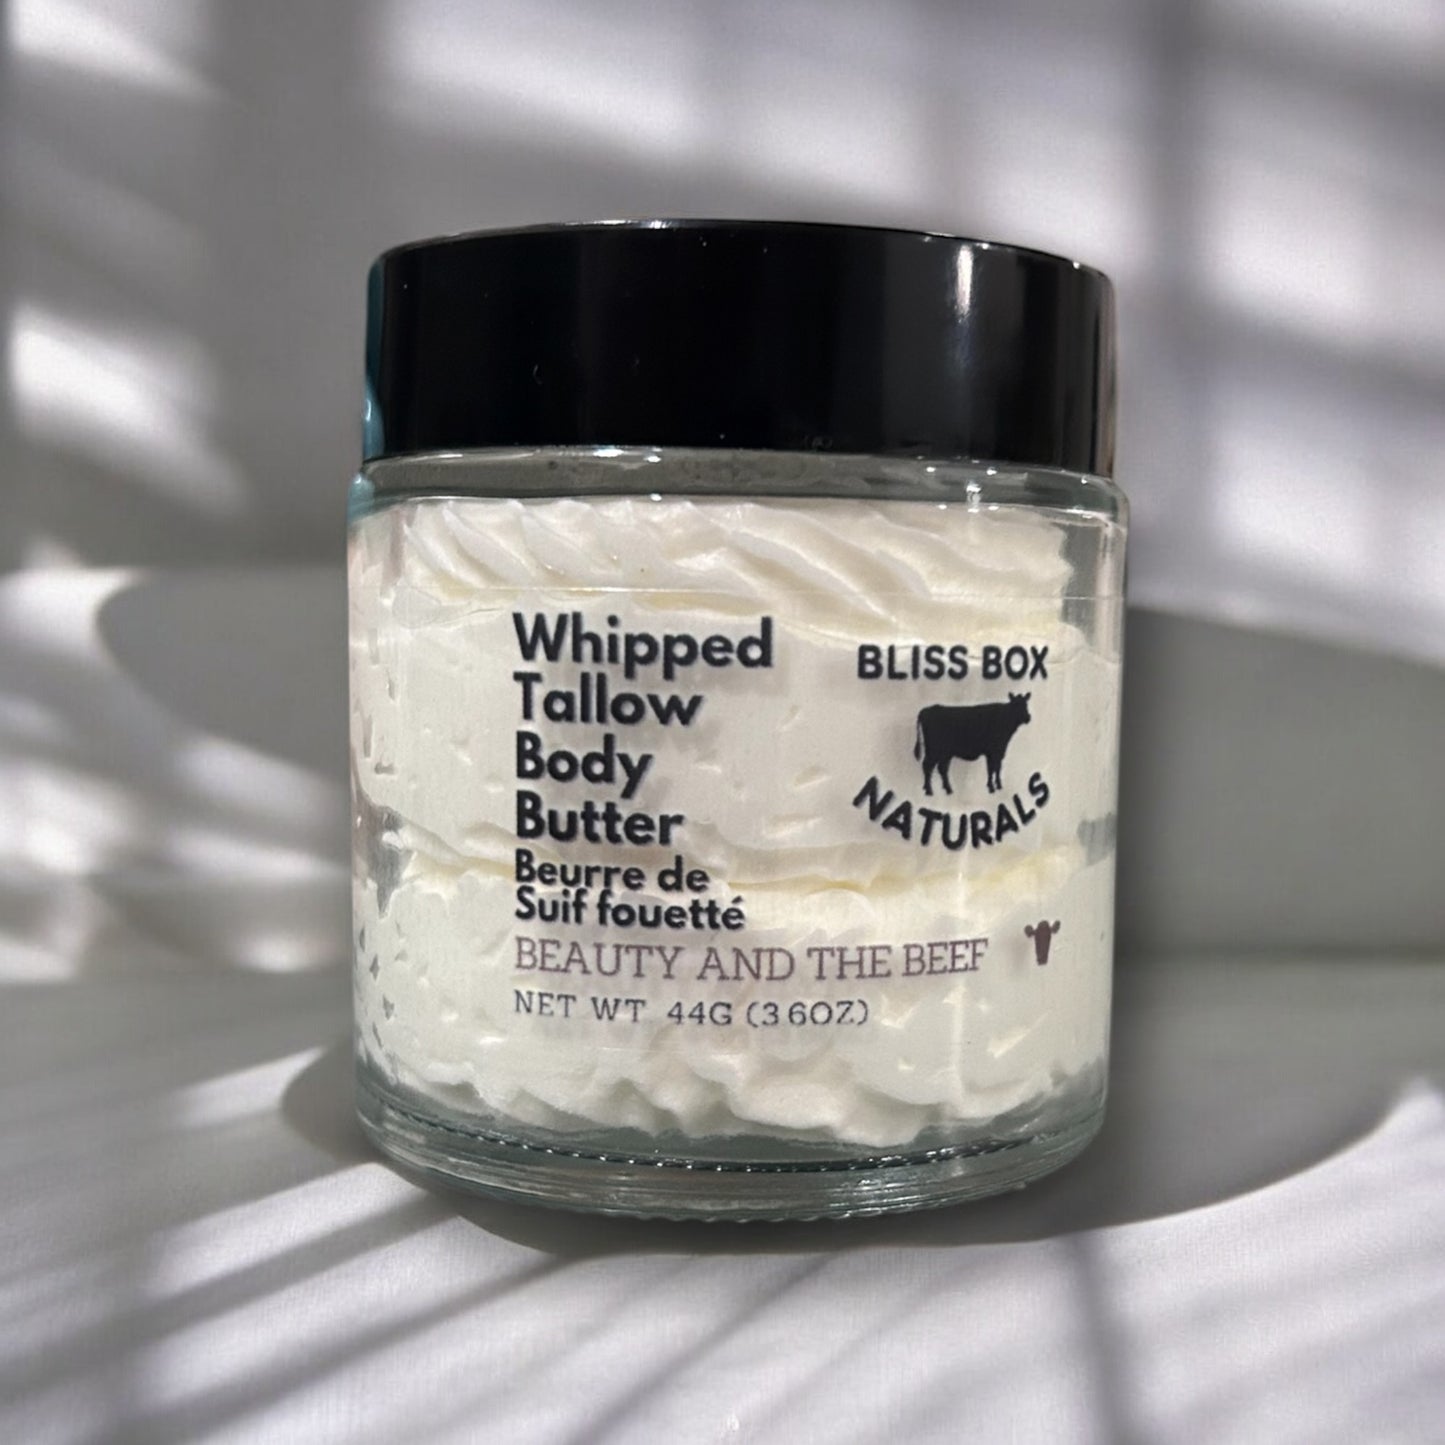 Whipped
Tallow
Body
Butter
Beurre de
Suif fouetté
BEAUTY AND THE BEEF
NET WT 44G (3 6OZ)
BLISS BOX
NATURALS